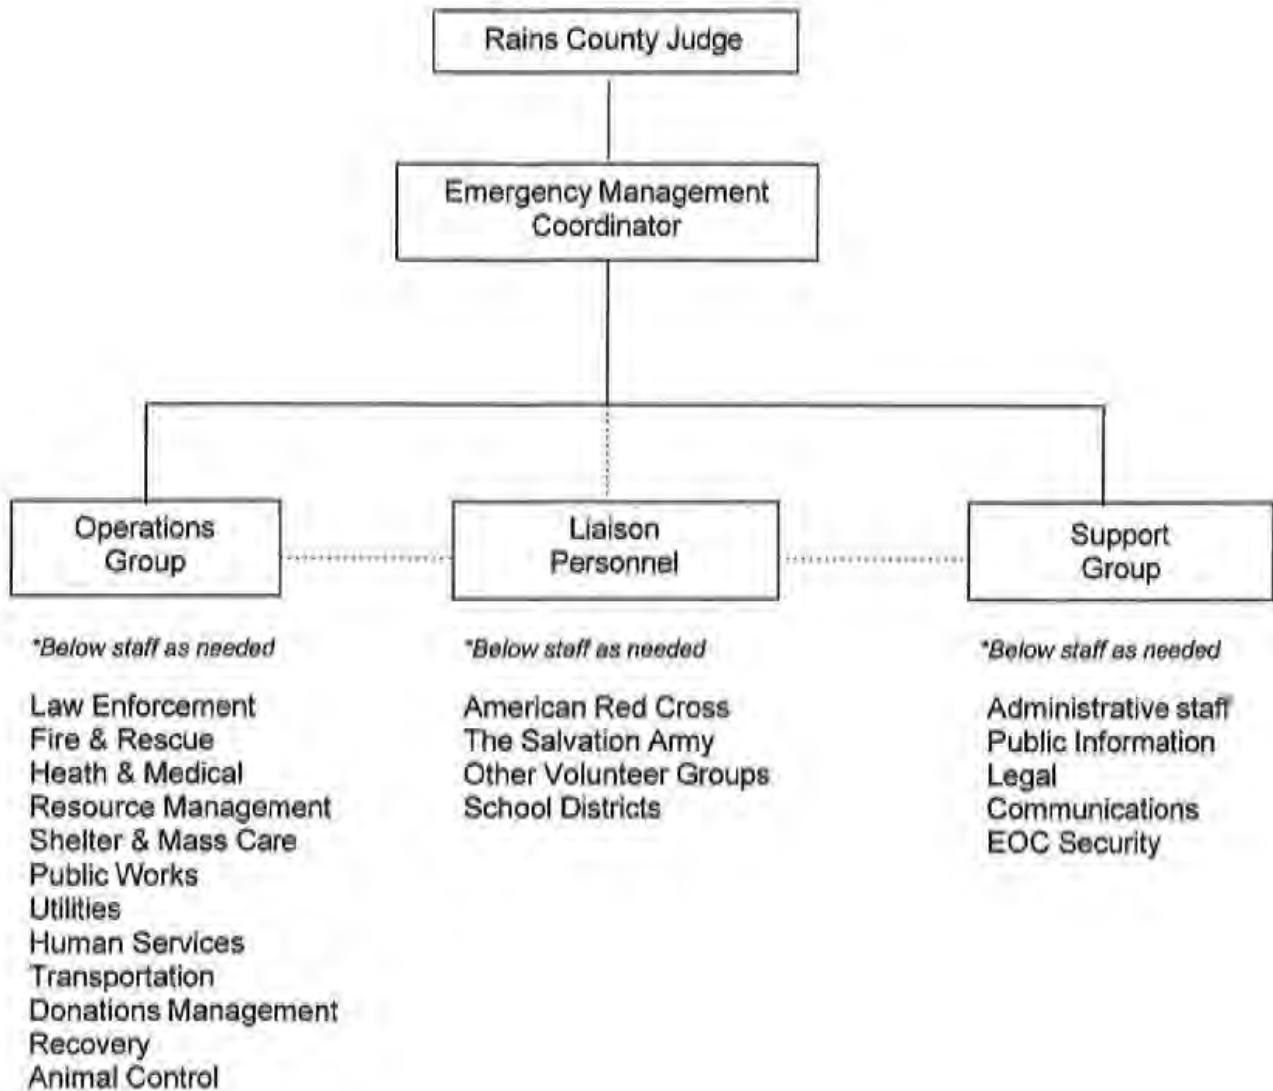 Rains County Judge
Emergency Management
Coordinator
Operations
Group
Liaison
Personnel
Support
Group
*Below staff as needed
Law Enforcement
Fire & Rescue
Heath & Medical
Resource Management
Shelter & Mass Care
Public Works
Utilities
Human Services
Transportation
Donations Management
Recovery
Animal Control
*Below staff as needed
American Red Cross
The Salvation Army
Other Volunteer Groups
School Districts
*Below staff as needed
Administrative staff
Public Information
Legal
Communications
EOC Security